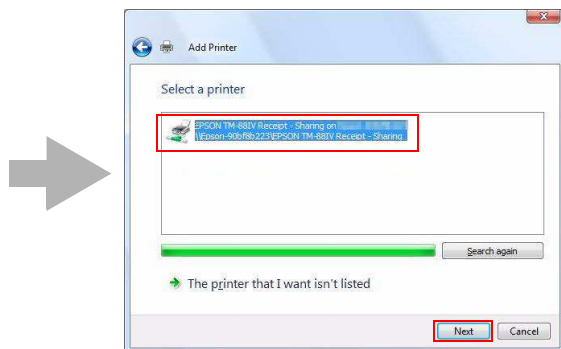 Add Printer
Select a printer
EPSON TM-88IV Receipt - Sharing on
\\Epson-90bf8b223\EPSON TM-88IV Receipt - Sharing
Search again
The printer that I want isn't listed
Next
Cancel